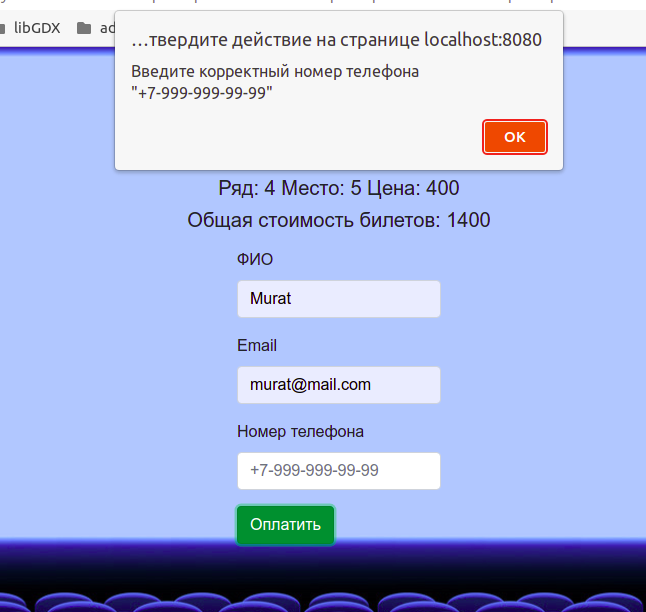 libGDX
…твердите действие на странице localhost:8080
Введите корректный номер телефона
"+7-999-999-99-99"
OK
Ряд: 4 Место: 5 Цена: 400
Общая стоимость билетов: 1400
ФИО
Murat
Email
murat@mail.com
Номер телефона
+7-999-999-99-99
Оплатить